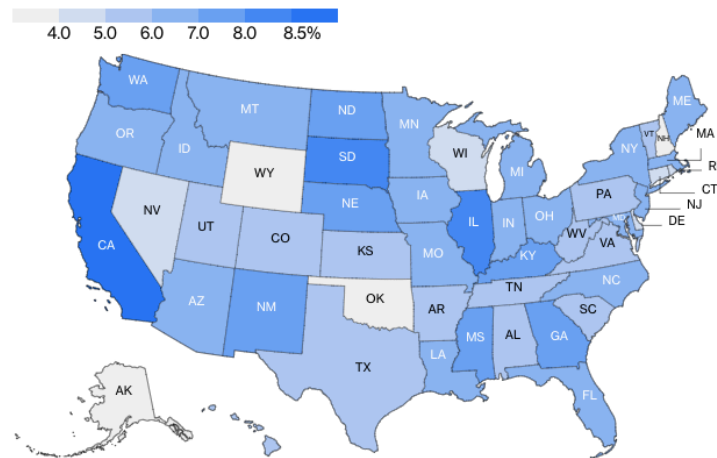 4.0 5.0 6.0 7.0 8.0 8.5%
WA
MT
ND
MN
ME
OR
ID
SD
WI
MI
NY
VT
NH
MA
R
CT
NJ
DE
WY
NE
IA
PA
NV
UT
CO
IL
IN
OH
MD
CA
KS
MO
KY
WV
VA
AZ
NM
OK
AR
TN
NC
SC
TX
LA
MS
AL
GA
FL
AK